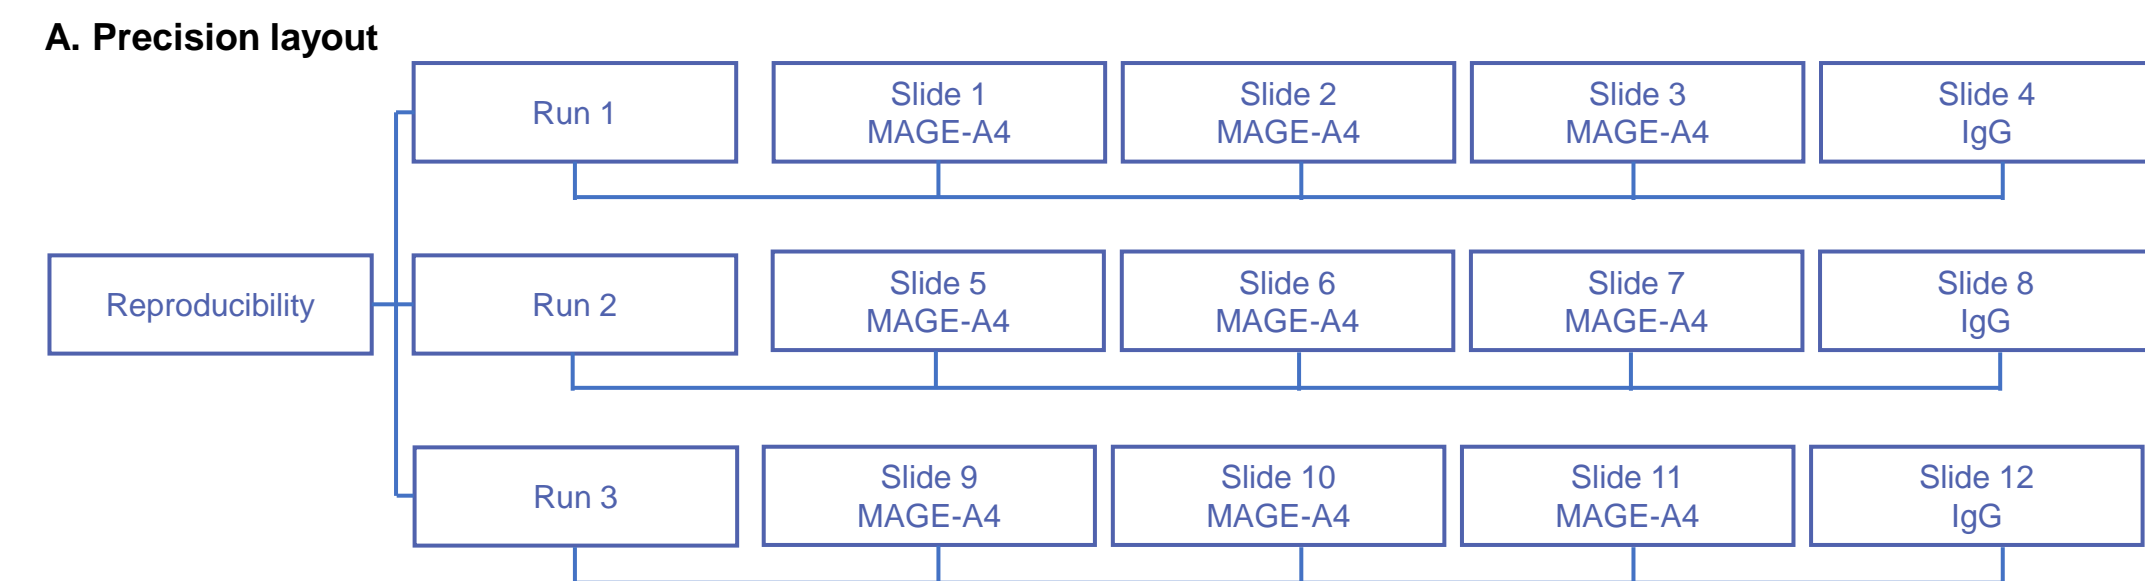 A. Precision layout
Run 1
Slide 1
MAGE-A4
Slide 2
MAGE-A4
Slide 3
MAGE-A4
Slide 4
IgG
Reproducibility
Run 2
Slide 5
MAGE-A4
Slide 6
MAGE-A4
Slide 7
MAGE-A4
Slide 8
IgG
Run 3
Slide 9
MAGE-A4
Slide 10
MAGE-A4
Slide 11
MAGE-A4
Slide 12
IgG